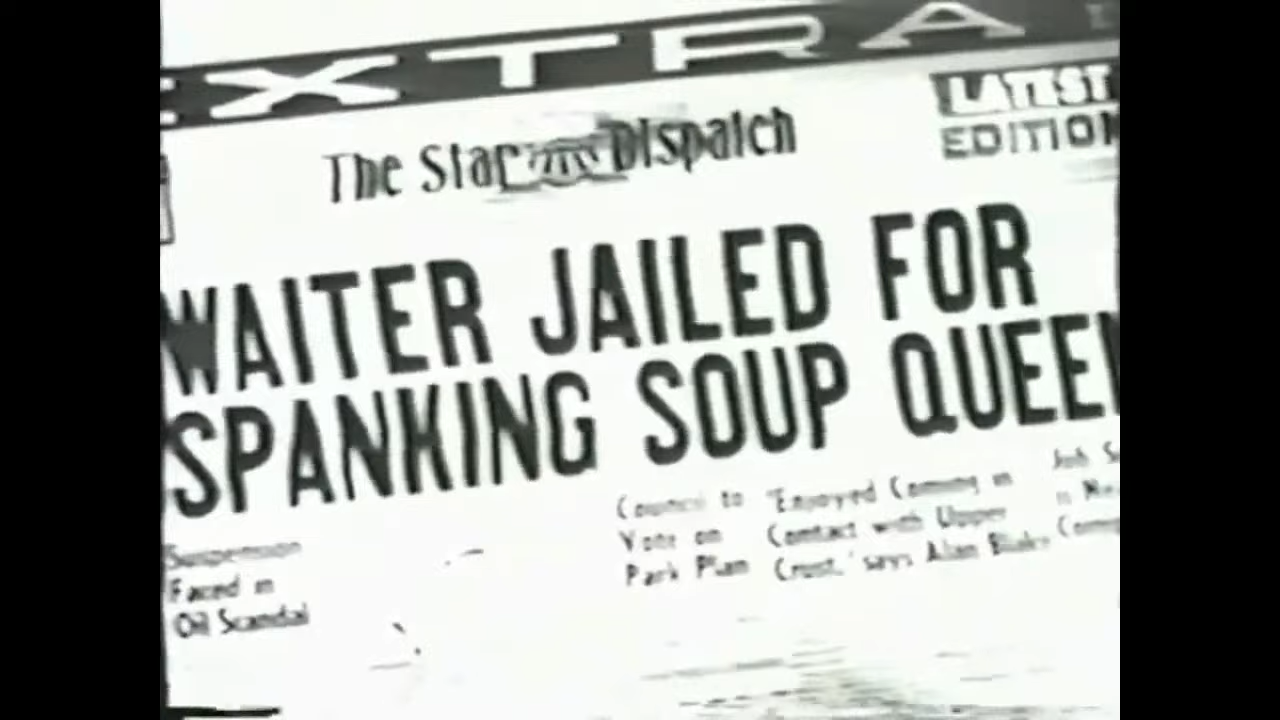 EXTRA
LATEST
EDITION
The Star Dispatch
WAITER JAILED FOR
SPANKING SOUP QUEEN
Suspension
Faced in
Oil Scandal
Council to
Vote on
Park Plan
'Enjoyed Coming in
Contact with Upper
Crust,' says Alan